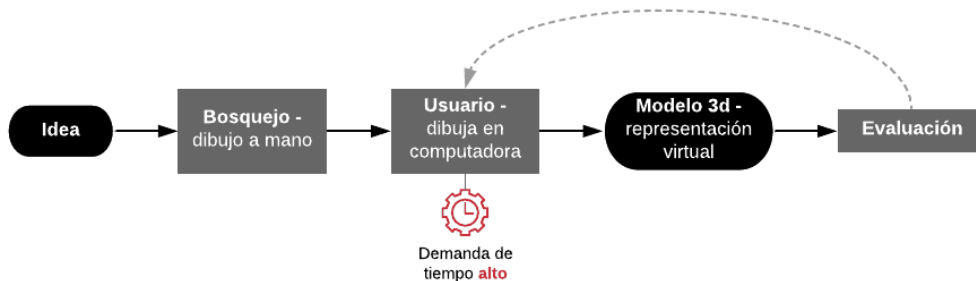 Idea
Bosquejo -
dibujo a mano
Usuario -
dibuja en
computadora
Modelo 3d -
representación
virtual
Evaluación
Demanda de
tiempo alto